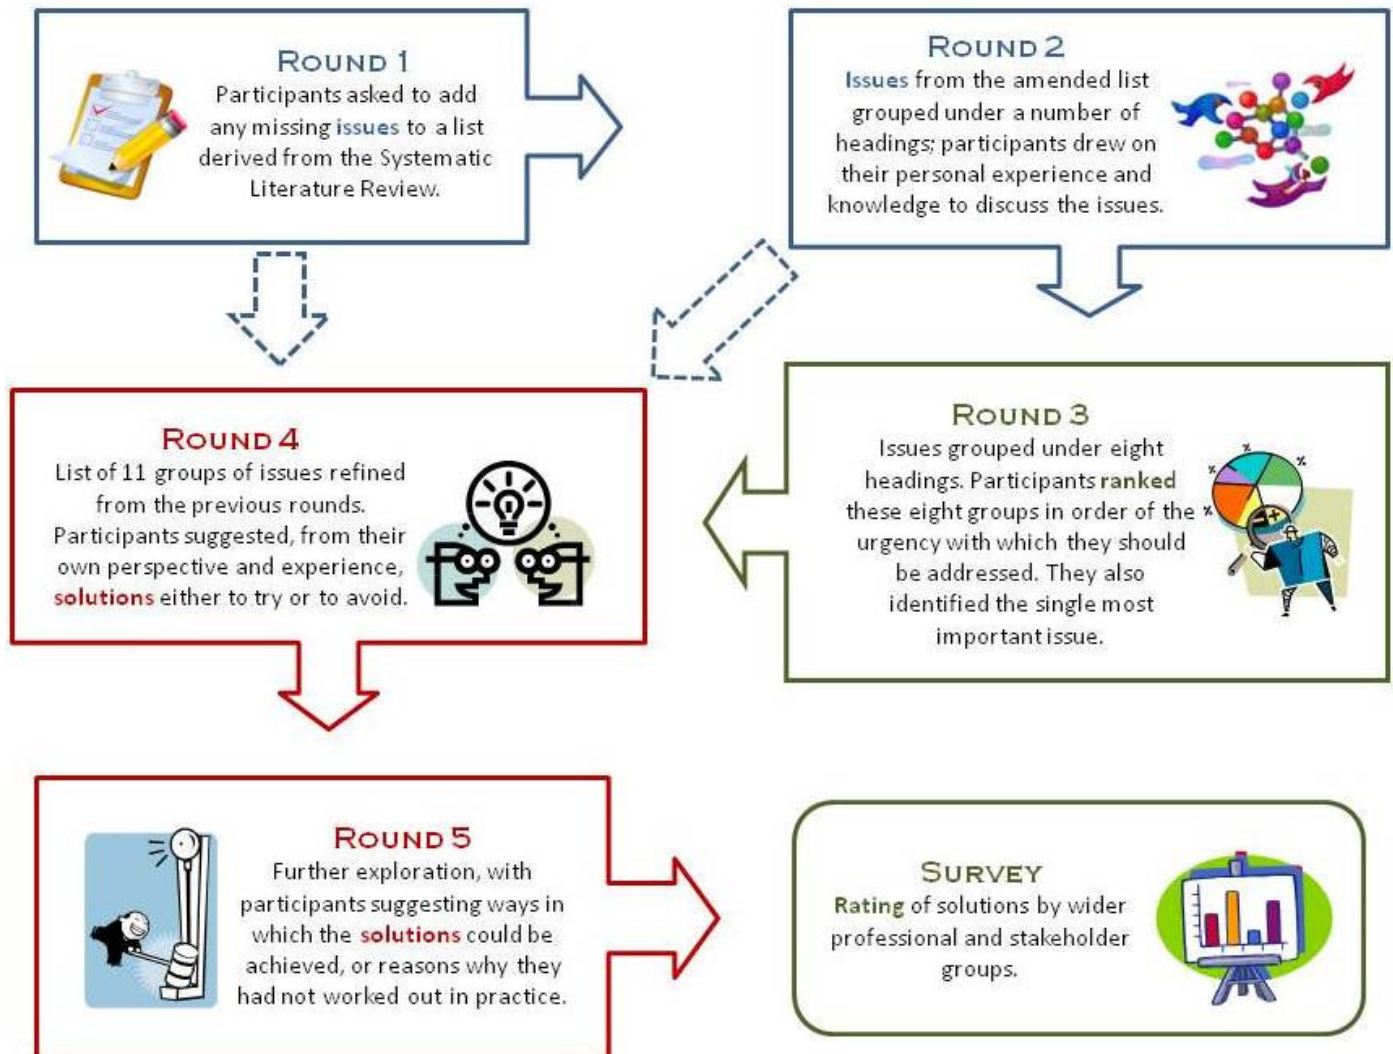 ROUND 1
Participants asked to add
any missing issues to a list
derived from the Systematic
Literature Review.
ROUND 2
Issues from the amended list
grouped under a number of
headings; participants drew on
their personal experience and
knowledge to discuss the issues.
ROUND 3
Issues grouped under eight
headings. Participants ranked
these eight groups in order of the
urgency with which they should
be addressed. They also
identified the single most
important issue.
% % % %
ROUND 4
List of 11 groups of issues refined
from the previous rounds.
Participants suggested, from their
own perspective and experience,
solutions either to try or to avoid.
ROUND 5
Further exploration, with
participants suggesting ways in
which the solutions could be
achieved, or reasons why they
had not worked out in practice.
SURVEY
Rating of solutions by wider
professional and stakeholder
groups.